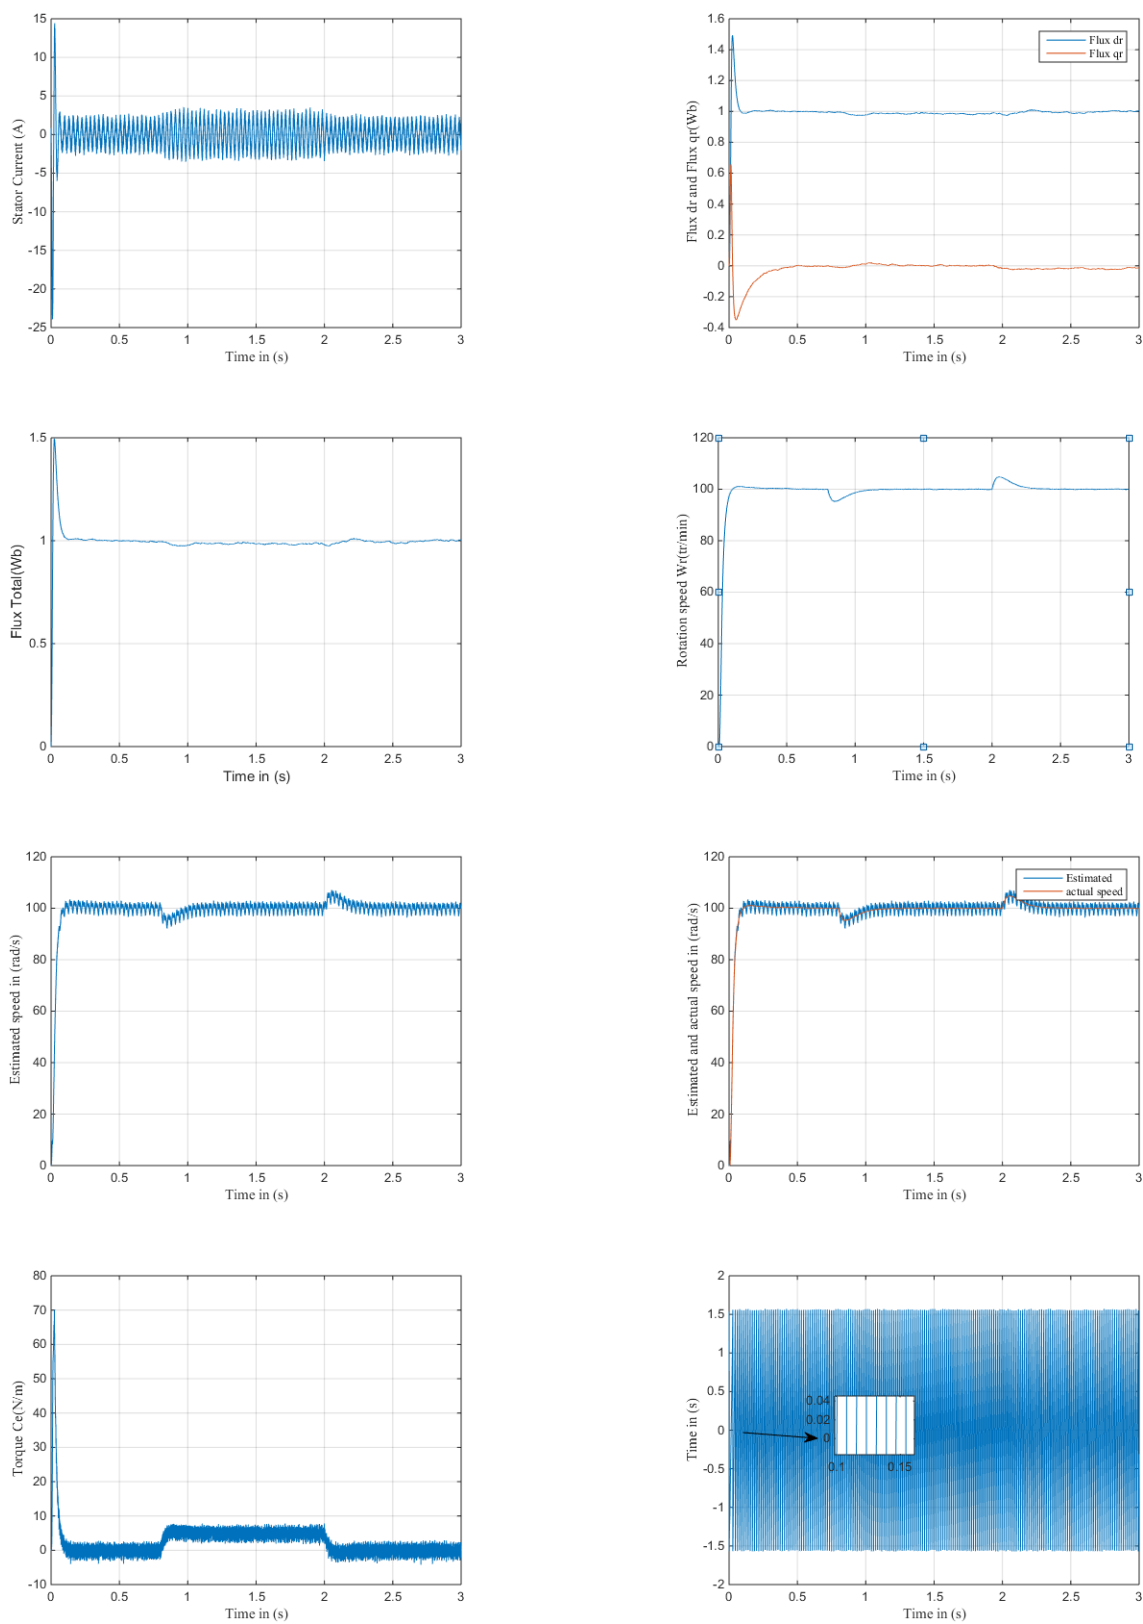 15
10
5
0
-5
-10
-15
-20
-25
Stator Current (A)
0 0.5 1 1.5 2 2.5 3
Time in (s)
1.6
1.4
1.2
1
0.8
0.6
0.4
0.2
0
-0.2
-0.4
Flux dr and Flux qr(Wb)
Flux dr
Flux qr
0 0.5 1 1.5 2 2.5 3
Time in (s)
1.5
1
0.5
0
Flux Total(Wb)
0 0.5 1 1.5 2 2.5 3
Time in (s)
120
100
80
60
40
20
0
Rotation speed Wr(tr/min)
0 0.5 1 1.5 2 2.5 3
Time in (s)
120
100
80
60
40
20
0
Estimated speed in (rad/s)
0 0.5 1 1.5 2 2.5 3
Time in (s)
120
100
80
60
40
20
0
Estimated and actual speed in (rad/s)
Estimated
actual speed
0 0.5 1 1.5 2 2.5 3
Time in (s)
80
70
60
50
40
30
20
10
0
-10
Torque Ce(N/m)
0 0.5 1 1.5 2 2.5 3
Time in (s)
2
1.5
1
0.5
0
-0.5
-1
-1.5
-2
Time in (s)
0.04
0.02
0
0.1 0.15
0 0.5 1 1.5 2 2.5 3
Time in (s)